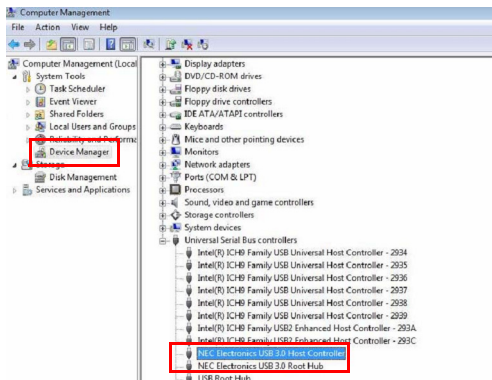 Computer Management
File Action View Help
Computer Management (Local
System Tools
Task Scheduler
Event Viewer
Shared Folders
Local Users and Groups
Reliability and Performa
Device Manager
Storage
Disk Management
Services and Applications
Display adapters
DVD/CD-ROM drives
Floppy disk drives
Floppy drive controllers
IDE ATA/ATAPI controllers
Keyboards
Mice and other pointing devices
Monitors
Network adapters
Ports (COM & LPT)
Processors
Sound, video and game controllers
Storage controllers
System devices
Universal Serial Bus controllers
Intel(R) ICH9 Family USB Universal Host Controller - 2934
Intel(R) ICH9 Family USB Universal Host Controller - 2935
Intel(R) ICH9 Family USB Universal Host Controller - 2936
Intel(R) ICH9 Family USB Universal Host Controller - 2937
Intel(R) ICH9 Family USB Universal Host Controller - 2938
Intel(R) ICH9 Family USB Universal Host Controller - 2939
Intel(R) ICH9 Family USB2 Enhanced Host Controller - 293A
Intel(R) ICH9 Family USB2 Enhanced Host Controller - 293C
NEC Electronics USB 3.0 Host Controller
NEC Electronics USB 3.0 Root Hub
USB Root Hub